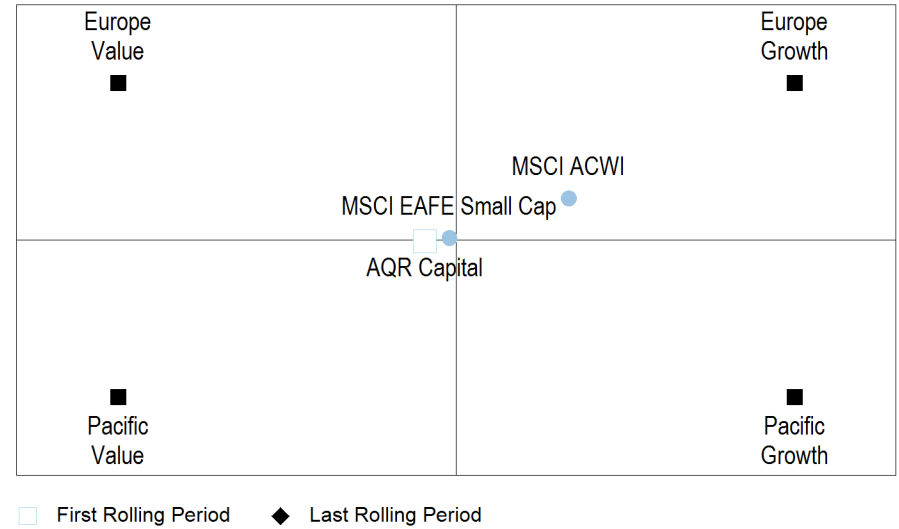 Europe
Value
Europe
Growth
MSCI ACWI
MSCI EAFE Small Cap
AQR Capital
Pacific
Value
Pacific
Growth
First Rolling Period
Last Rolling Period